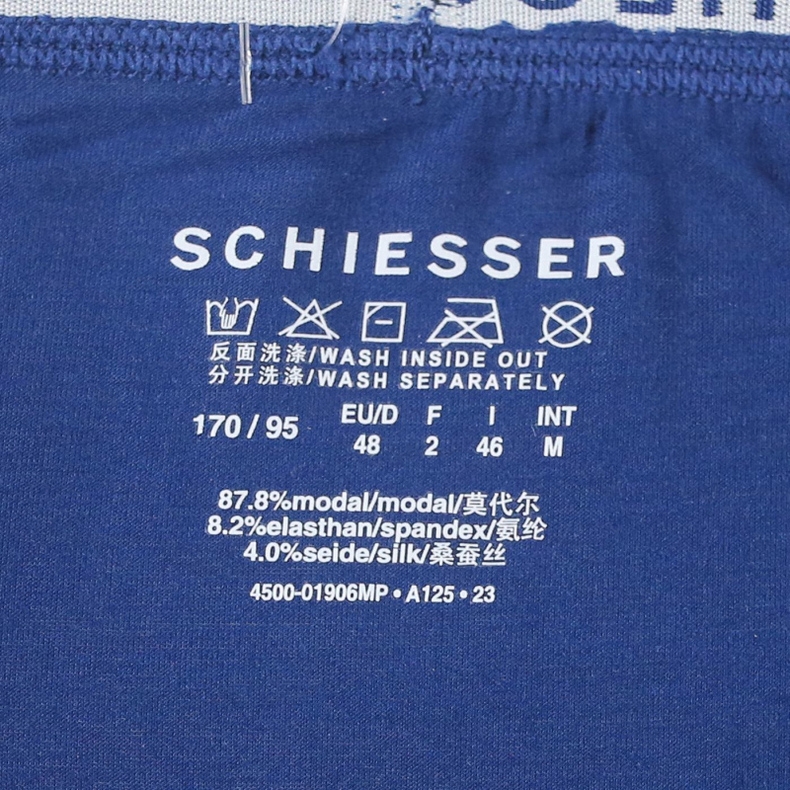 SCHIESSER
反面洗涤/WASH INSIDE OUT
分开洗涤/WASH SEPARATELY
170 / 95 EU/D F I INT
48 2 46 M
87.8%modal/modal/莫代尔
8.2%elasthan/spandex/氨纶
4.0%seide/silk/桑蚕丝
4500-01906MP • A125 • 23